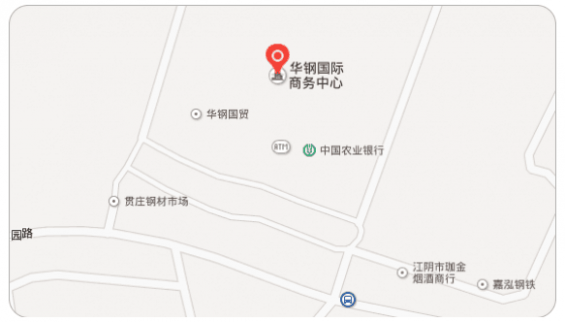 华钢国际
商务中心
华钢国贸
ATM
中国农业银行
贯庄钢材市场
园路
江阴市珈金
烟酒商行
嘉泓钢铁